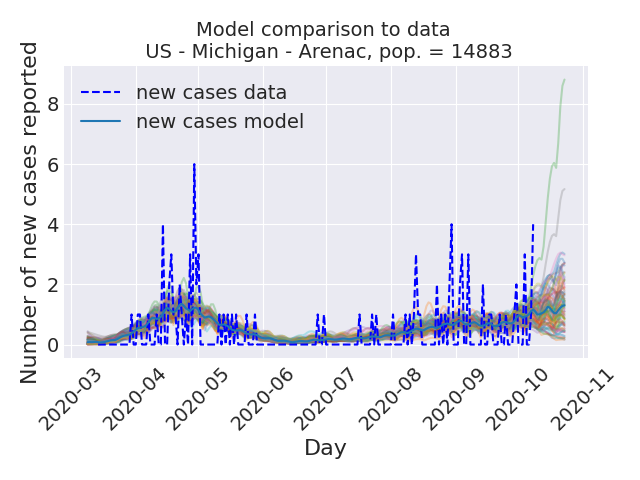 Model comparison to data
US - Michigan - Arenac, pop. = 14883
Number of new cases reported
new cases data
new cases model
8
6
4
2
0
2020-03
2020-04
2020-05
2020-06
2020-07
2020-08
2020-09
2020-10
2020-11
Day